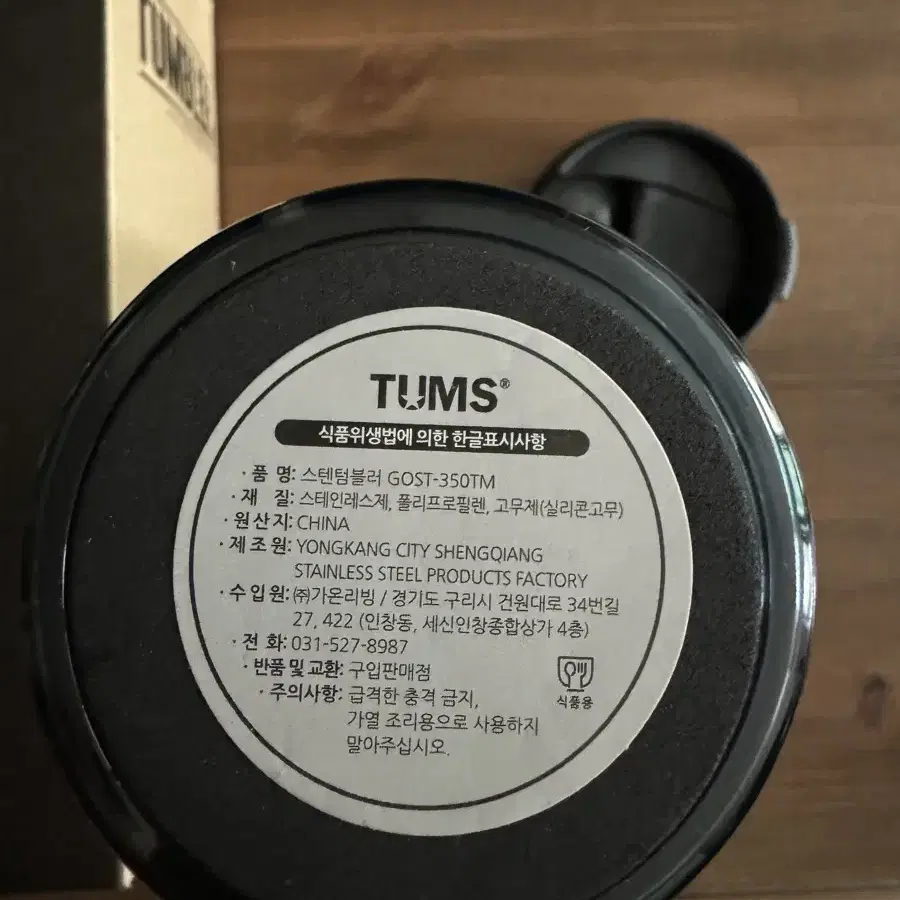 TUMBLER
TUMS®
식품위생법에 의한 한글표시사항
· 품 명: 스텐텀블러 GOST-350TM
· 재 질: 스테인레스제, 폴리프로필렌, 고무제(실리콘고무)
· 원산지: CHINA
· 제조원: YONGKANG CITY SHENGQIANG
STAINLESS STEEL PRODUCTS FACTORY
· 수입원: ㈜가온리빙 / 경기도 구리시 건원대로 34번길
27, 422 (인창동, 세신인창종합상가 4층)
· 전 화: 031-527-8987
· 반품 및 교환: 구입판매점
· 주의사항: 급격한 충격 금지,
가열 조리용으로 사용하지
말아주십시오.
식품용